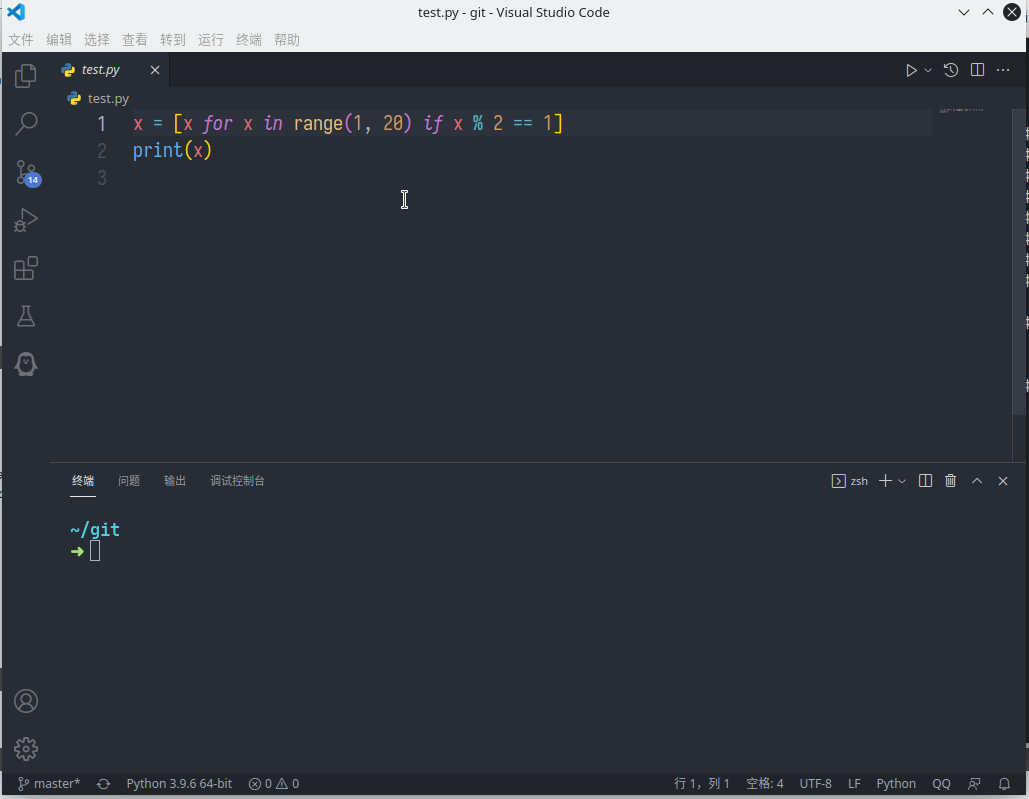 test.py - git - Visual Studio Code
文件 编辑 选择 查看 转到 运行 终端 帮助
test.py
test.py
1 x = [x for x in range(1, 20) if x % 2 == 1]
2 print(x)
3
14
终端 问题 输出 调试控制台 zsh
~/git
➜
master* Python 3.9.6 64-bit 0 0 行 1，列 1 空格: 4 UTF-8 LF Python QQ